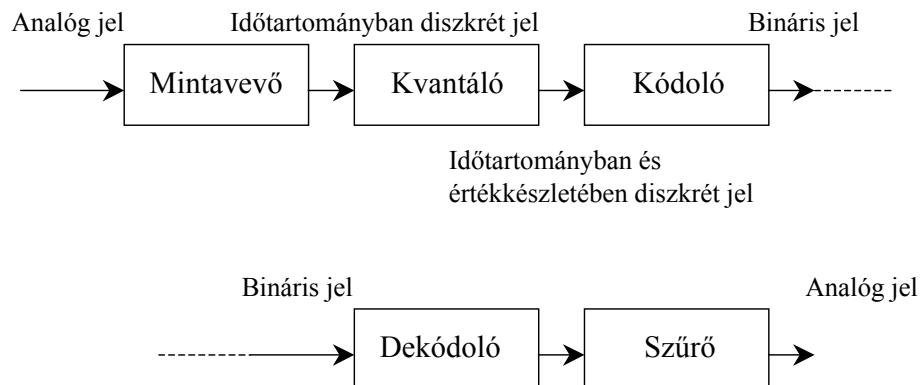 Analóg jel
Időtartományban diszkrét jel
Bináris jel
Mintavevő
Kvantáló
Kódoló
Időtartományban és
értékkészletében diszkrét jel
Bináris jel
Analóg jel
Dekódoló
Szűrő